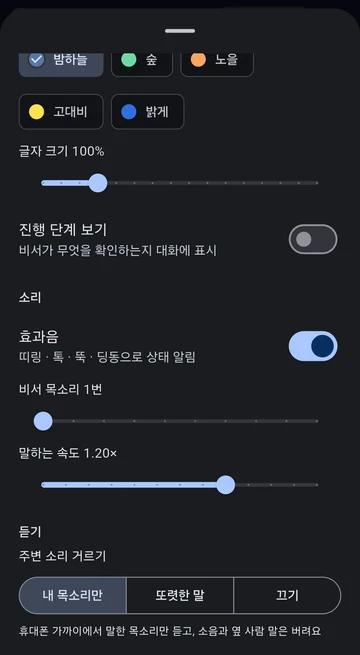 밤하늘
숲
노을
고대비
밝게
글자 크기 100%
진행 단계 보기
비서가 무엇을 확인하는지 대화에 표시
소리
효과음
띠링 · 톡 · 뚝 · 딩동으로 상태 알림
비서 목소리 1번
말하는 속도 1.20×
듣기
주변 소리 거르기
내 목소리만
또렷한 말
끄기
휴대폰 가까이에서 말한 목소리만 듣고, 소음과 옆 사람 말은 버려요